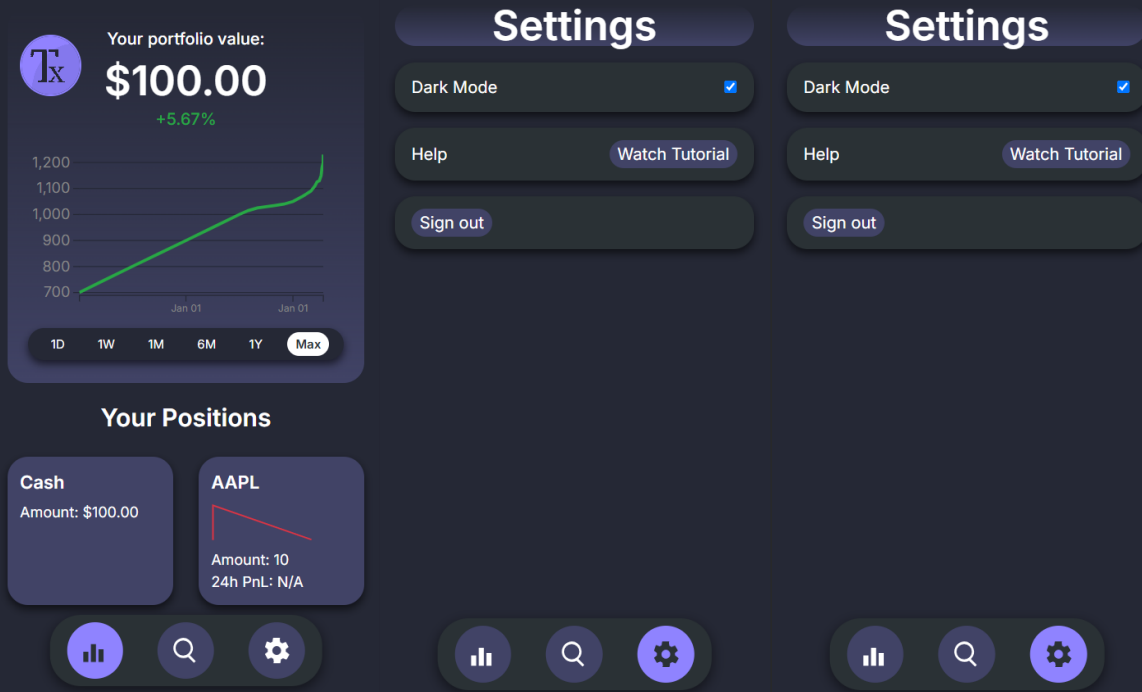 Tx
Your portfolio value:
$100.00
+5.67%
1,200
1,100
1,000
900
800
700
Jan 01
Jan 01
1D 1W 1M 6M 1Y Max
Your Positions
Cash
Amount: $100.00
AAPL
Amount: 10
24h PnL: N/A
Settings
Dark Mode
Help
Watch Tutorial
Sign out
Settings
Dark Mode
Help
Watch Tutorial
Sign out